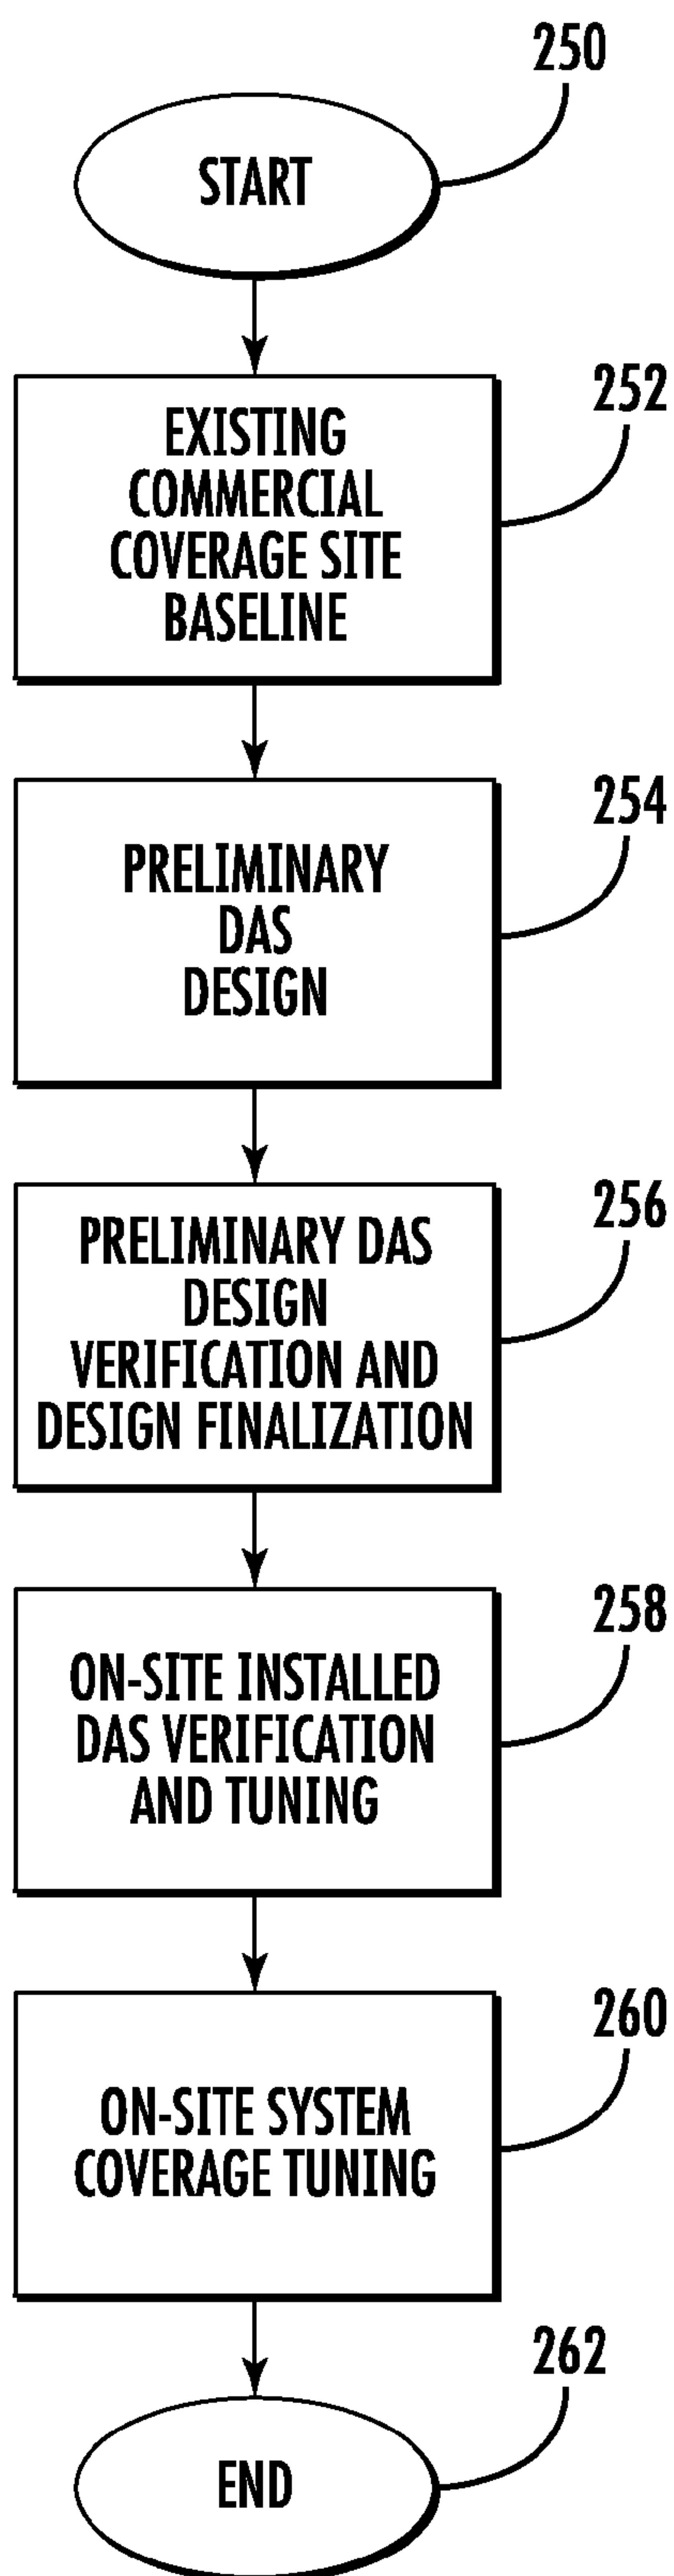 250
START
252
EXISTING
COMMERCIAL
COVERAGE SITE
BASELINE
254
PRELIMINARY
DAS
DESIGN
256
PRELIMINARY DAS
DESIGN
VERIFICATION AND
DESIGN FINALIZATION
258
ON-SITE INSTALLED
DAS VERIFICATION
AND TUNING
260
ON-SITE SYSTEM
COVERAGE TUNING
262
END